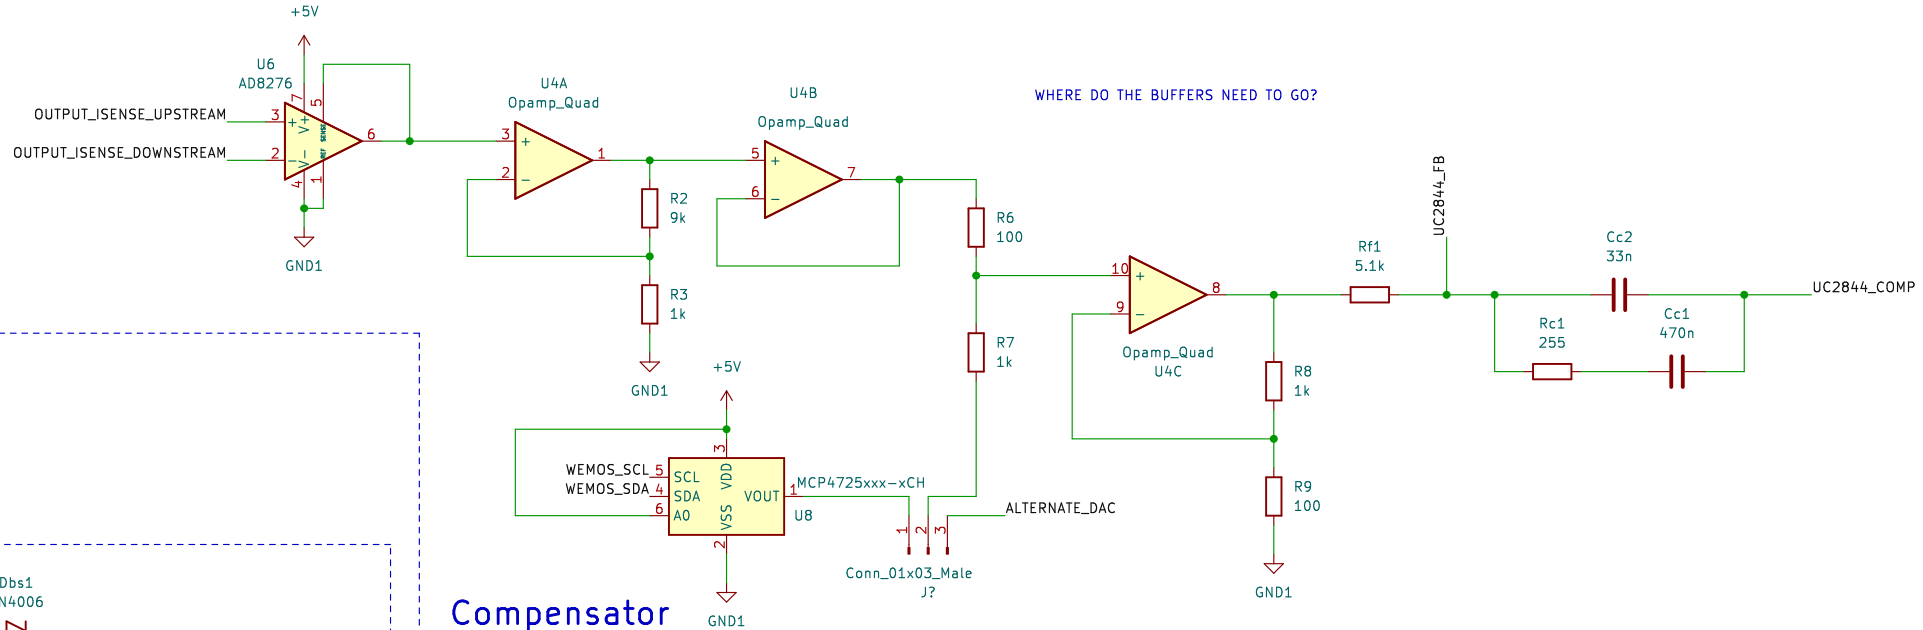 +5V
U6
AD8276
OUTPUT_ISENSE_UPSTREAM
OUTPUT_ISENSE_DOWNSTREAM
3
2
7
5
V+
SENSE
+
-
V-
REF
4
1
6
GND1
U4A
Opamp_Quad
3
+
2
-
1
R2
9k
R3
1k
GND1
U4B
Opamp_Quad
5
+
6
-
7
WHERE DO THE BUFFERS NEED TO GO?
R6
100
R7
1k
10
+
9
-
8
Opamp_Quad
U4C
R8
1k
R9
100
GND1
Rf1
5.1k
UC2844_FB
Cc2
33n
Rc1
255
Cc1
470n
UC2844_COMP
+5V
WEMOS_SCL
WEMOS_SDA
5
4
6
SCL
SDA
A0
3
VDD
VSS
2
VOUT
1
MCP4725xxx-xCH
U8
GND1
1
2
3
ALTERNATE_DAC
Conn_01x03_Male
J?
Dbs1
N4006
Z
Compensator